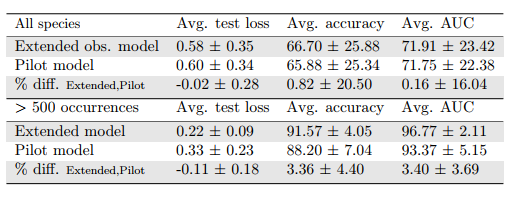 All species Avg. test loss Avg. accuracy Avg. AUC
Extended obs. model 0.58 ± 0.35 66.70 ± 25.88 71.91 ± 23.42
Pilot model 0.60 ± 0.34 65.88 ± 25.34 71.75 ± 22.38
% diff. Extended,Pilot -0.02 ± 0.28 0.82 ± 20.50 0.16 ± 16.04
> 500 occurrences Avg. test loss Avg. accuracy Avg. AUC
Extended model 0.22 ± 0.09 91.57 ± 4.05 96.77 ± 2.11
Pilot model 0.33 ± 0.23 88.20 ± 7.04 93.37 ± 5.15
% diff. Extended,Pilot -0.11 ± 0.18 3.36 ± 4.40 3.40 ± 3.69